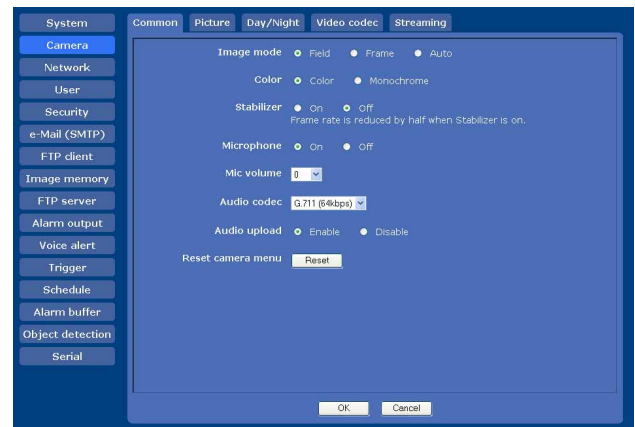 System
Camera
Network
User
Security
e-Mail (SMTP)
FTP client
Image memory
FTP server
Alarm output
Voice alert
Trigger
Schedule
Alarm buffer
Object detection
Serial
Common Picture Day/Night Video codec Streaming
Image mode Field Frame Auto
Color Color Monochrome
Stabilizer On Off
Frame rate is reduced by half when Stabilizer is on.
Microphone On Off
Mic volume 0
Audio codec G.711 (64kbps)
Audio upload Enable Disable
Reset camera menu Reset
OK Cancel